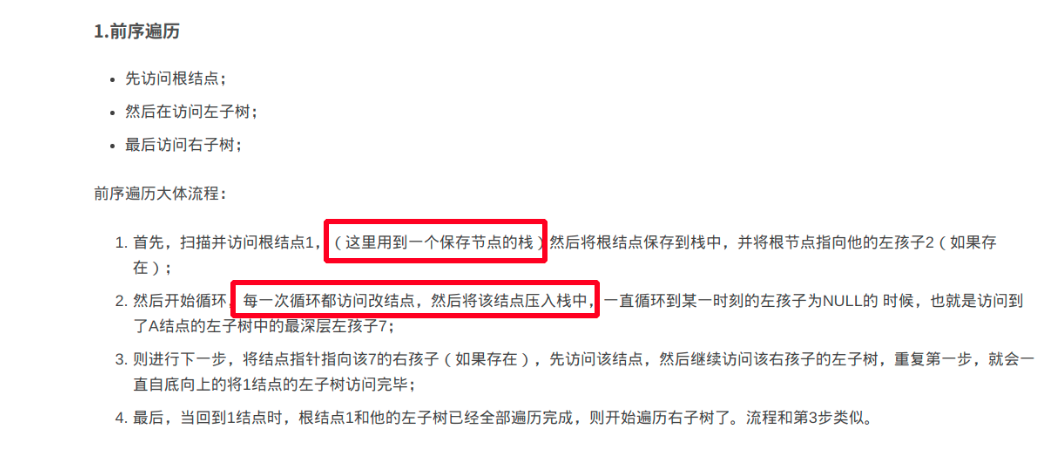 1.前序遍历
先访问根结点；
然后在访问左子树；
最后访问右子树；
前序遍历大体流程：
1. 首先，扫描并访问根结点1，（这里用到一个保存节点的栈）然后将根结点保存到栈中，并将根节点指向他的左孩子2（如果存
在）；
2. 然后开始循环，每一次循环都访问改结点，然后将该结点压入栈中，一直循环到某一时刻的左孩子为NULL的 时候，也就是访问到
了A结点的左子树中的最深层左孩子7；
3. 则进行下一步，将结点指针指向该7的右孩子（如果存在），先访问该结点，然后继续访问该右孩子的左子树，重复第一步，就会一
直自底向上的将1结点的左子树访问完毕；
4. 最后，当回到1结点时，根结点1和他的左子树已经全部遍历完成，则开始遍历右子树了。流程和第3步类似。